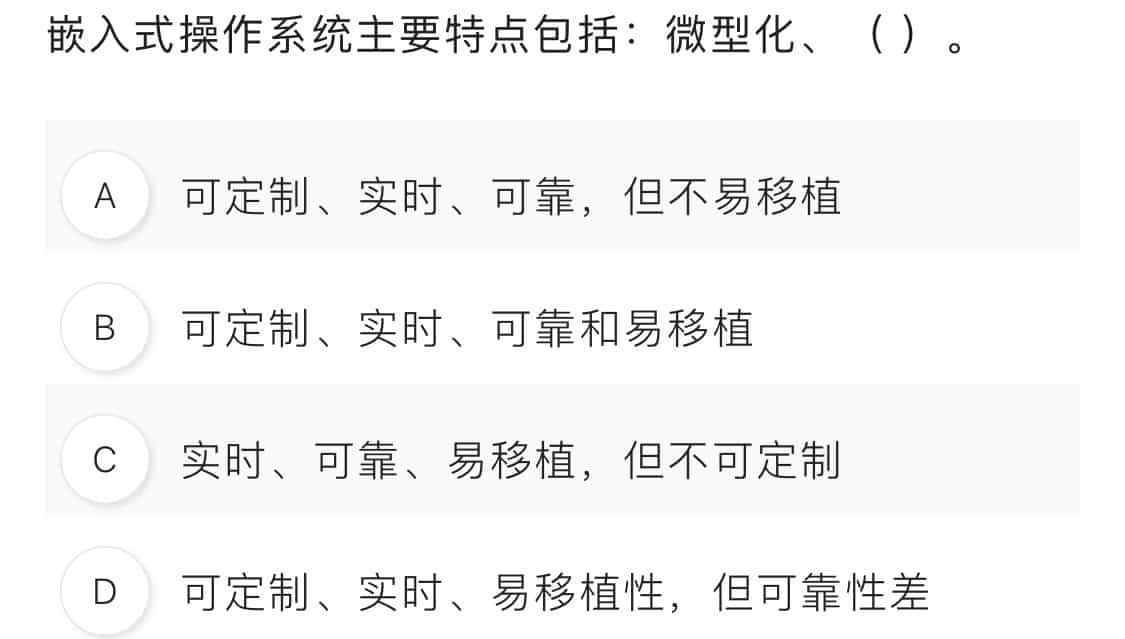 嵌入式操作系统主要特点包括：微型化、（ ）。
A 可定制、实时、可靠，但不易移植
B 可定制、实时、可靠和易移植
C 实时、可靠、易移植，但不可定制
D 可定制、实时、易移植性，但可靠性差